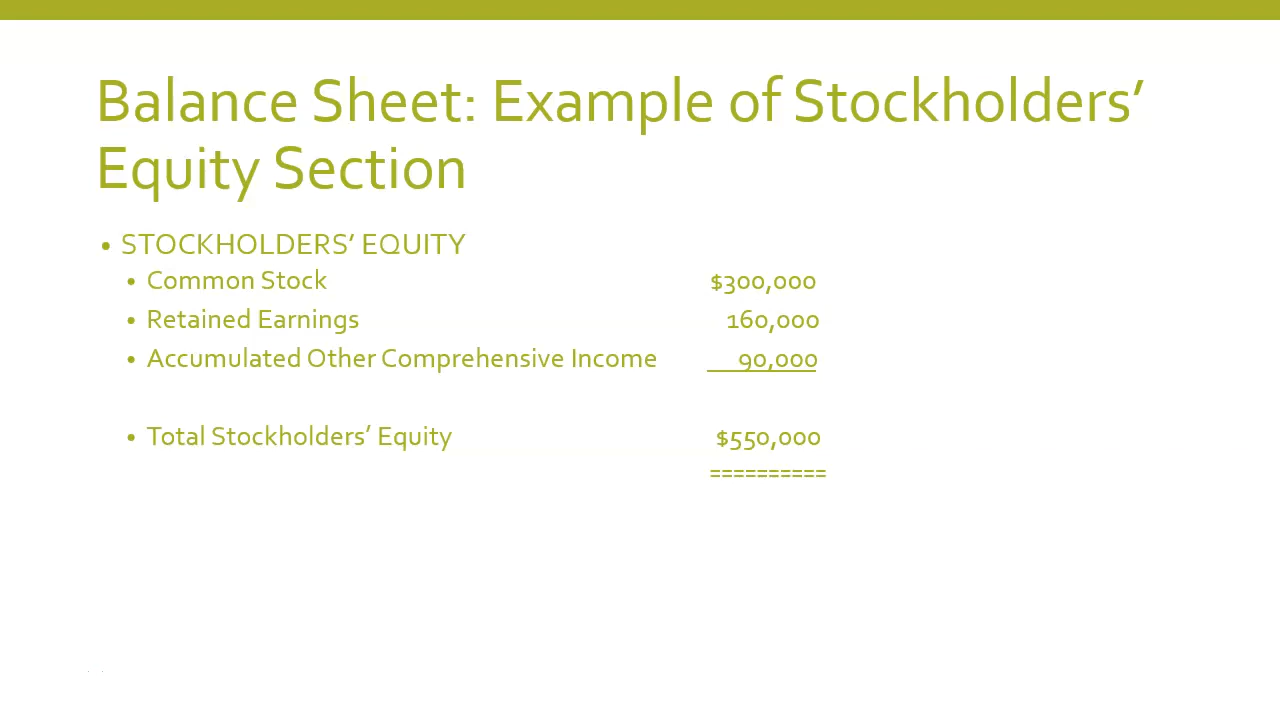 Balance Sheet: Example of Stockholders’
Equity Section
• STOCKHOLDERS’ EQUITY
• Common Stock $300,000
• Retained Earnings 160,000
• Accumulated Other Comprehensive Income 90,000
• Total Stockholders’ Equity $550,000
==========